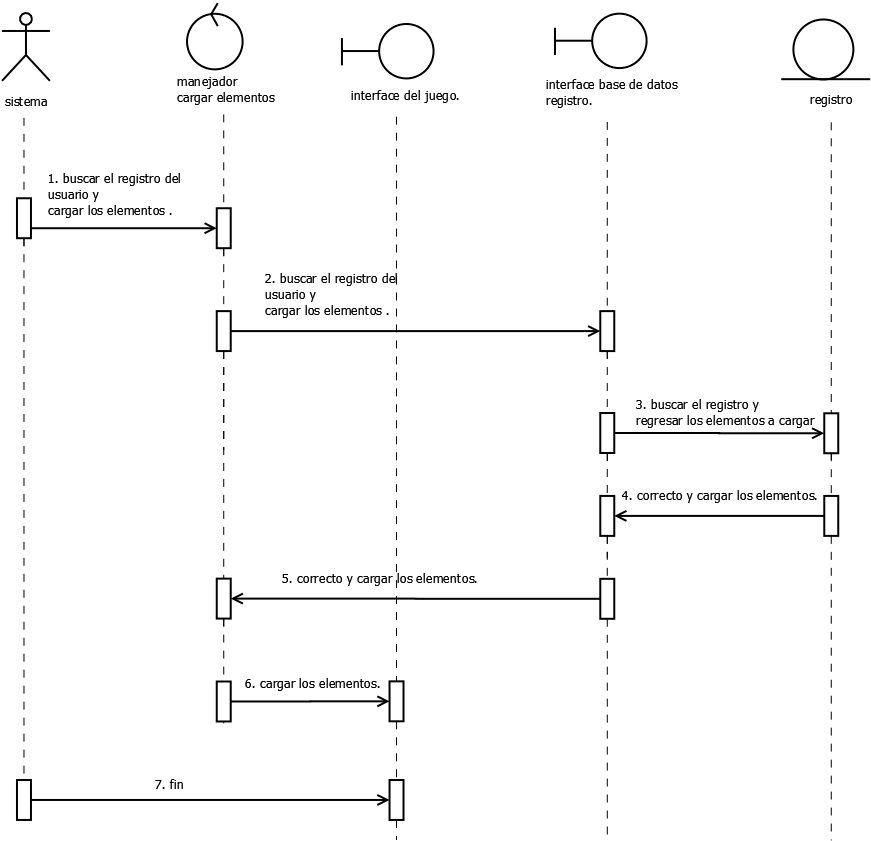 sistema
manejador
cargar elementos
interface del juego.
interface base de datos
registro.
registro
1. buscar el registro del
usuario y
cargar los elementos .
2. buscar el registro del
usuario y
cargar los elementos .
3. buscar el registro y
regresar los elementos a cargar
4. correcto y cargar los elementos.
5. correcto y cargar los elementos.
6. cargar los elementos.
7. fin